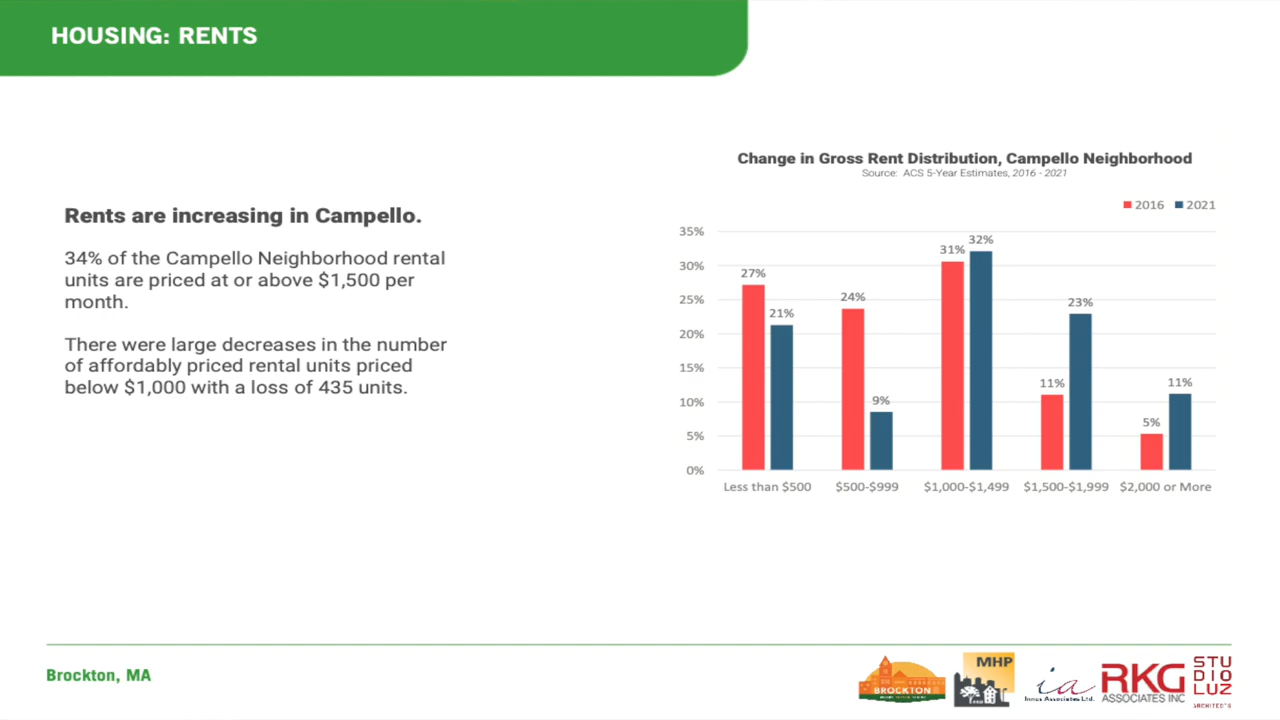 HOUSING: RENTS
Rents are increasing in Campello.
34% of the Campello Neighborhood rental
units are priced at or above $1,500 per
month.
There were large decreases in the number
of affordably priced rental units priced
below $1,000 with a loss of 435 units.
Change in Gross Rent Distribution, Campello Neighborhood
Source: ACS 5-Year Estimates, 2016 - 2021
2016 2021
35%
30%
25%
20%
15%
10%
5%
0%
27%
21%
24%
9%
31%
32%
11%
23%
5%
11%
Less than $500 $500-$999 $1,000-$1,499 $1,500-$1,999 $2,000 or More
Brockton, MA
BROCKTON
MHP
ia
Innes Associates Ltd.
RKG
ASSOCIATES INC
STU
DIO
LUZ
ARCHITECTS